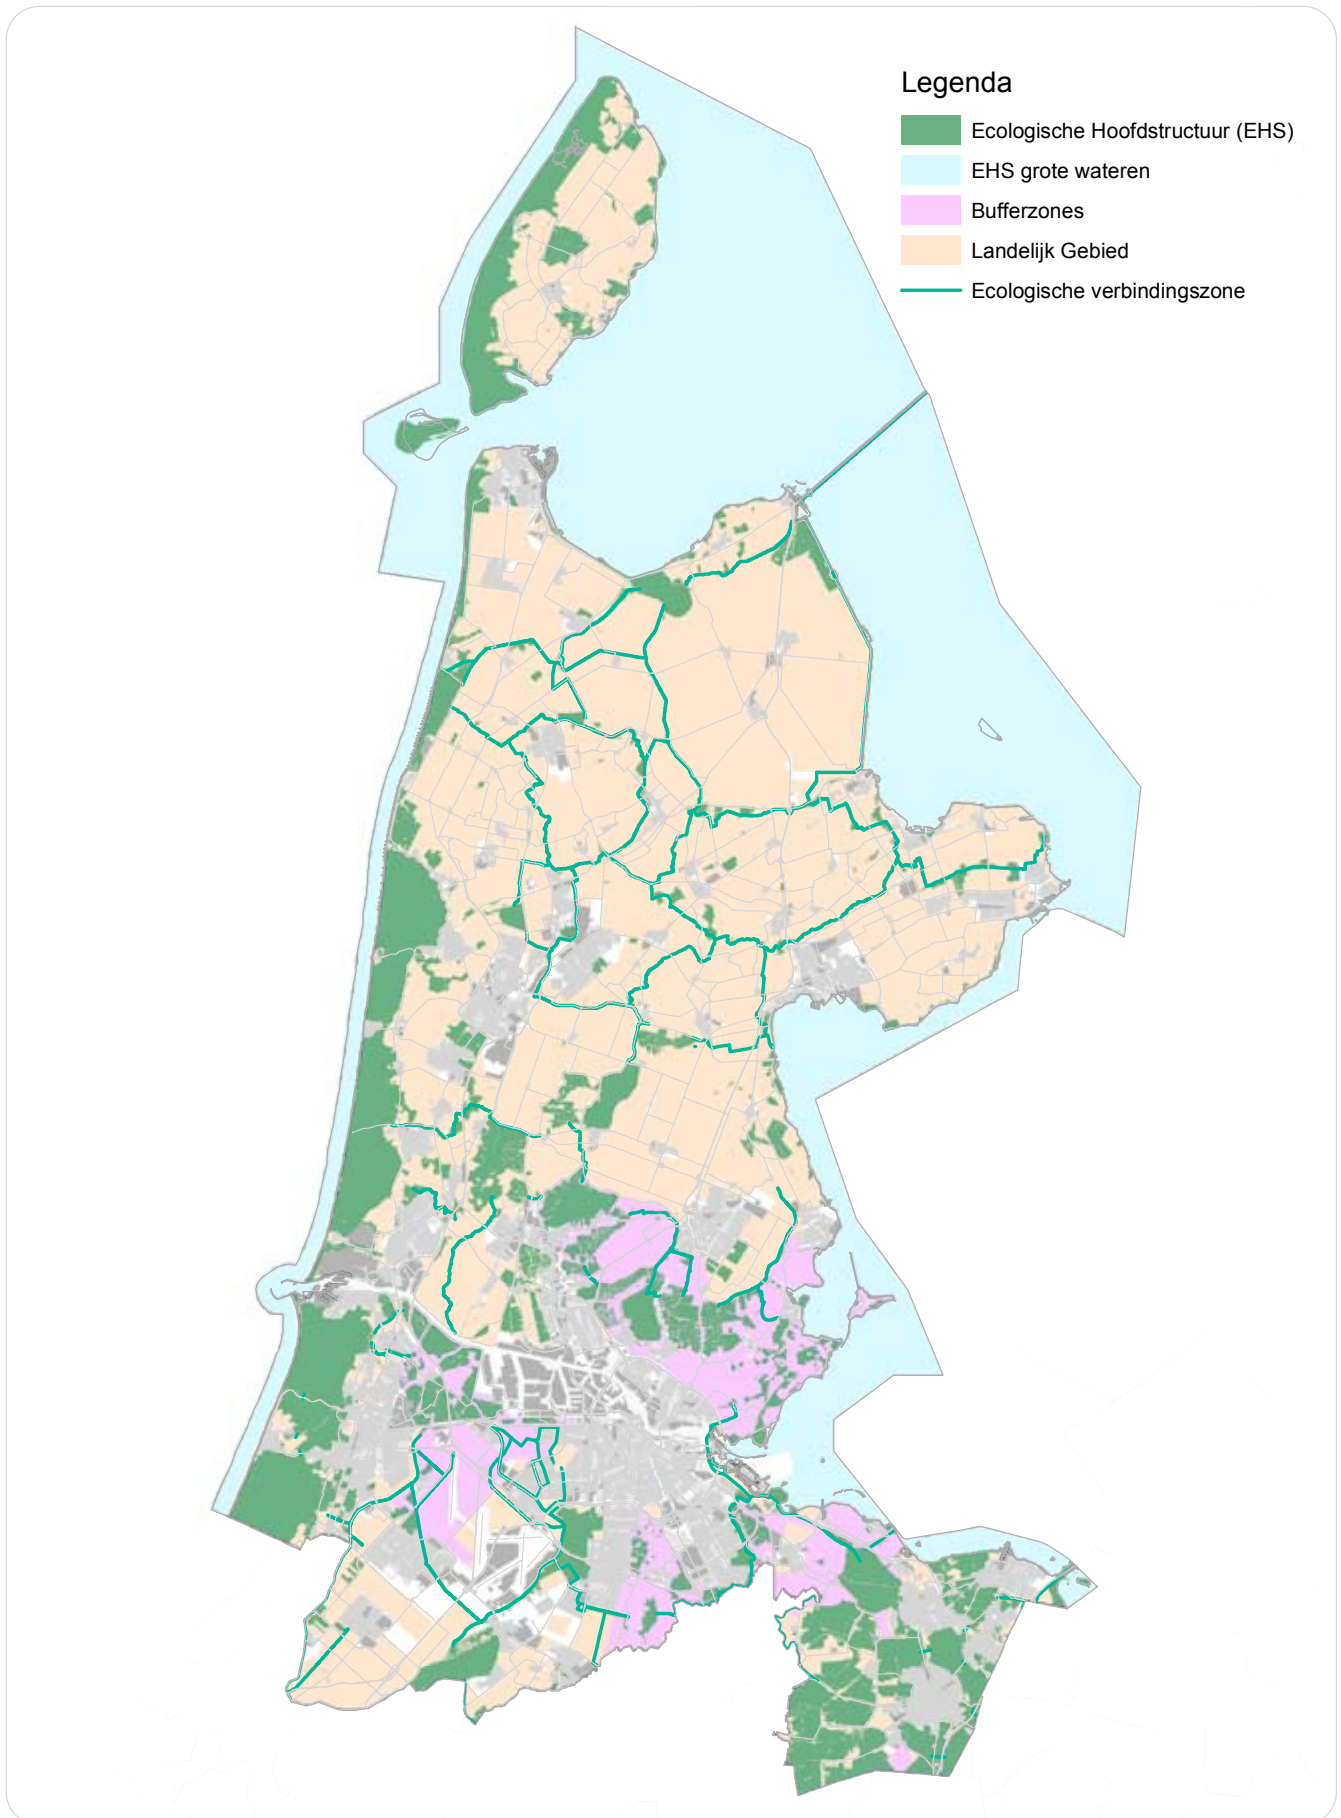 Legenda
Ecologische Hoofdstructuur (EHS)
EHS grote wateren
Bufferzones
Landelijk Gebied
Ecologische verbindingszone